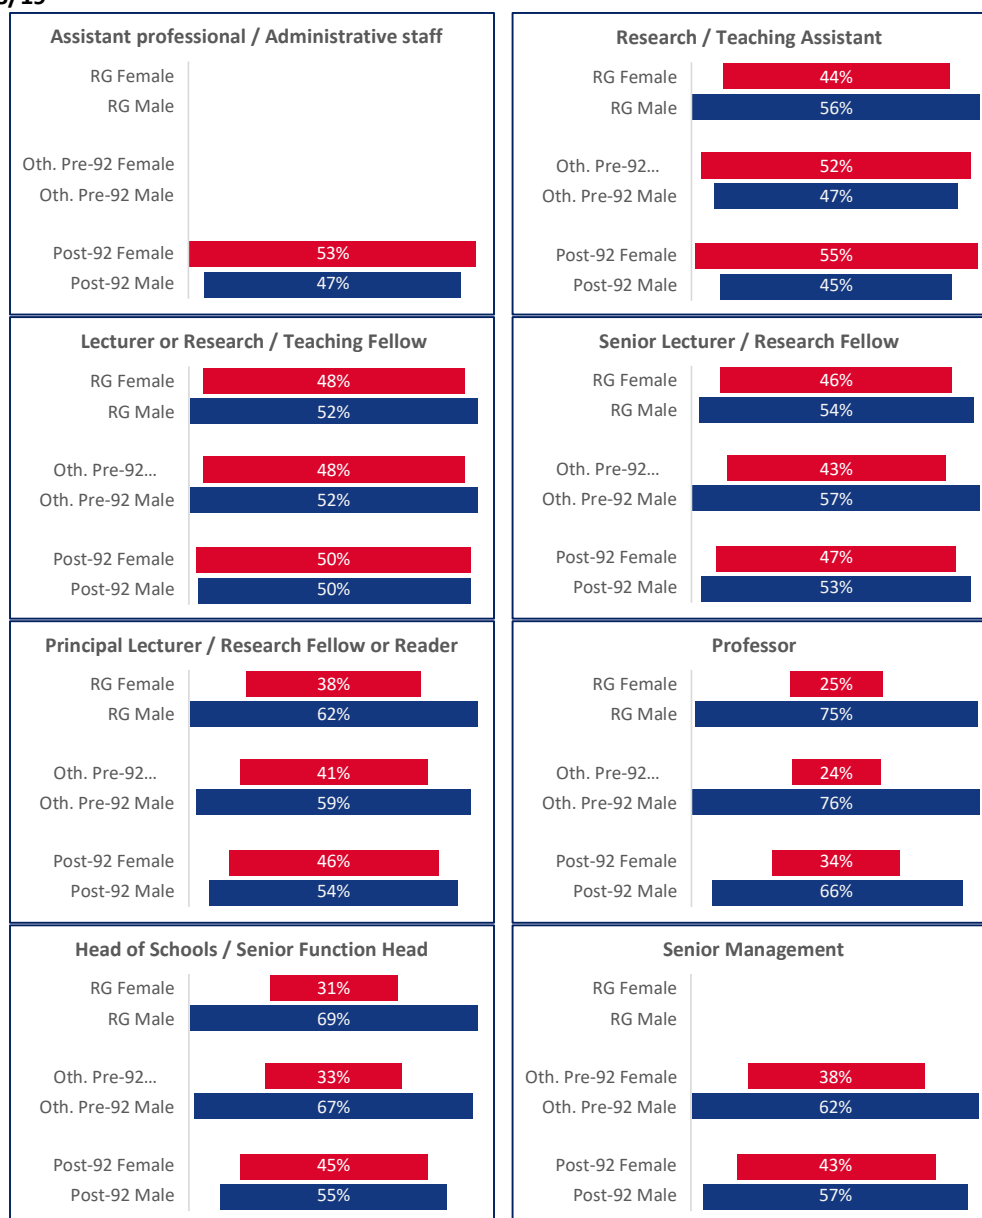 Assistant professional / Administrative staff
RG Female
RG Male
Oth. Pre-92 Female
Oth. Pre-92 Male
Post-92 Female 53%
Post-92 Male 47%
Research / Teaching Assistant
RG Female 44%
RG Male 56%
Oth. Pre-92... 52%
Oth. Pre-92 Male 47%
Post-92 Female 55%
Post-92 Male 45%
Lecturer or Research / Teaching Fellow
RG Female 48%
RG Male 52%
Oth. Pre-92... 48%
Oth. Pre-92 Male 52%
Post-92 Female 50%
Post-92 Male 50%
Senior Lecturer / Research Fellow
RG Female 46%
RG Male 54%
Oth. Pre-92... 43%
Oth. Pre-92 Male 57%
Post-92 Female 47%
Post-92 Male 53%
Principal Lecturer / Research Fellow or Reader
RG Female 38%
RG Male 62%
Oth. Pre-92... 41%
Oth. Pre-92 Male 59%
Post-92 Female 46%
Post-92 Male 54%
Professor
RG Female 25%
RG Male 75%
Oth. Pre-92... 24%
Oth. Pre-92 Male 76%
Post-92 Female 34%
Post-92 Male 66%
Head of Schools / Senior Function Head
RG Female 31%
RG Male 69%
Oth. Pre-92... 33%
Oth. Pre-92 Male 67%
Post-92 Female 45%
Post-92 Male 55%
Senior Management
RG Female
RG Male
Oth. Pre-92 Female 38%
Oth. Pre-92 Male 62%
Post-92 Female 43%
Post-92 Male 57%